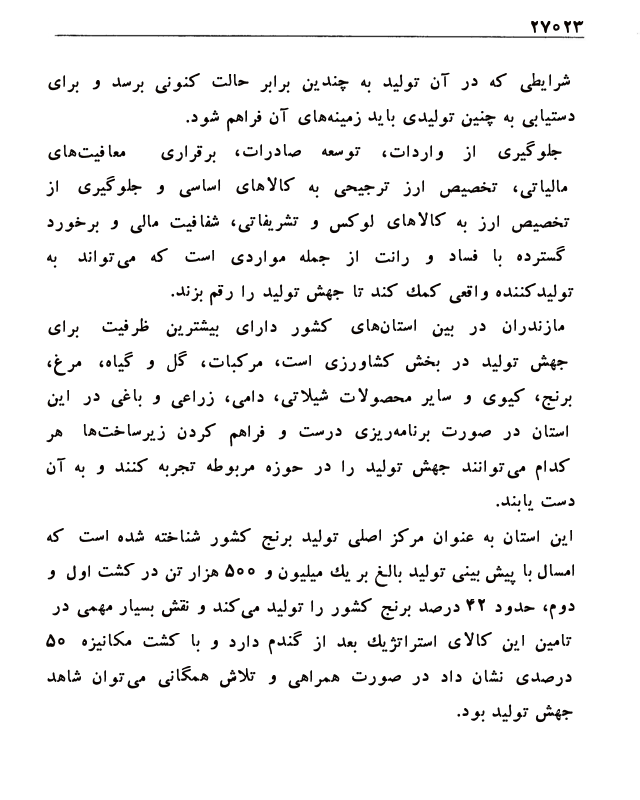 ۲۷۰۲۳
شرایطی که در آن تولید به چندین برابر حالت کنونی برسد و برای
دستیابی به چنین تولیدی باید زمینه‌های آن فراهم شود.
جلوگیری از واردات، توسعه صادرات، برقراری معافیت‌های
مالیاتی، تخصیص ارز ترجیحی به کالاهای اساسی و جلوگیری از
تخصیص ارز به کالاهای لوکس و تشریفاتی، شفافیت مالی و برخورد
گسترده با فساد و رانت از جمله مواردی است که می‌تواند به
تولیدکننده واقعی کمك کند تا جهش تولید را رقم بزند.
مازندران در بین استان‌های کشور دارای بیشترین ظرفیت برای
جهش تولید در بخش کشاورزی است، مرکبات، گل و گیاه، مرغ،
برنج، کیوی و سایر محصولات شیلاتی، دامی، زراعی و باغی در این
استان در صورت برنامه‌ریزی درست و فراهم کردن زیرساخت‌ها هر
کدام می‌توانند جهش تولید را در حوزه مربوطه تجربه کنند و به آن
دست یابند.
این استان به عنوان مرکز اصلی تولید برنج کشور شناخته شده است که
امسال با پیش بینی تولید بالغ بر یك میلیون و ۵۰۰ هزار تن در کشت اول و
دوم، حدود ۴۲ درصد برنج کشور را تولید می‌کند و نقش بسیار مهمی در
تامین این کالای استراتژیك بعد از گندم دارد و با کشت مکانیزه ۵۰
درصدی نشان داد در صورت همراهی و تلاش همگانی می‌توان شاهد
جهش تولید بود.